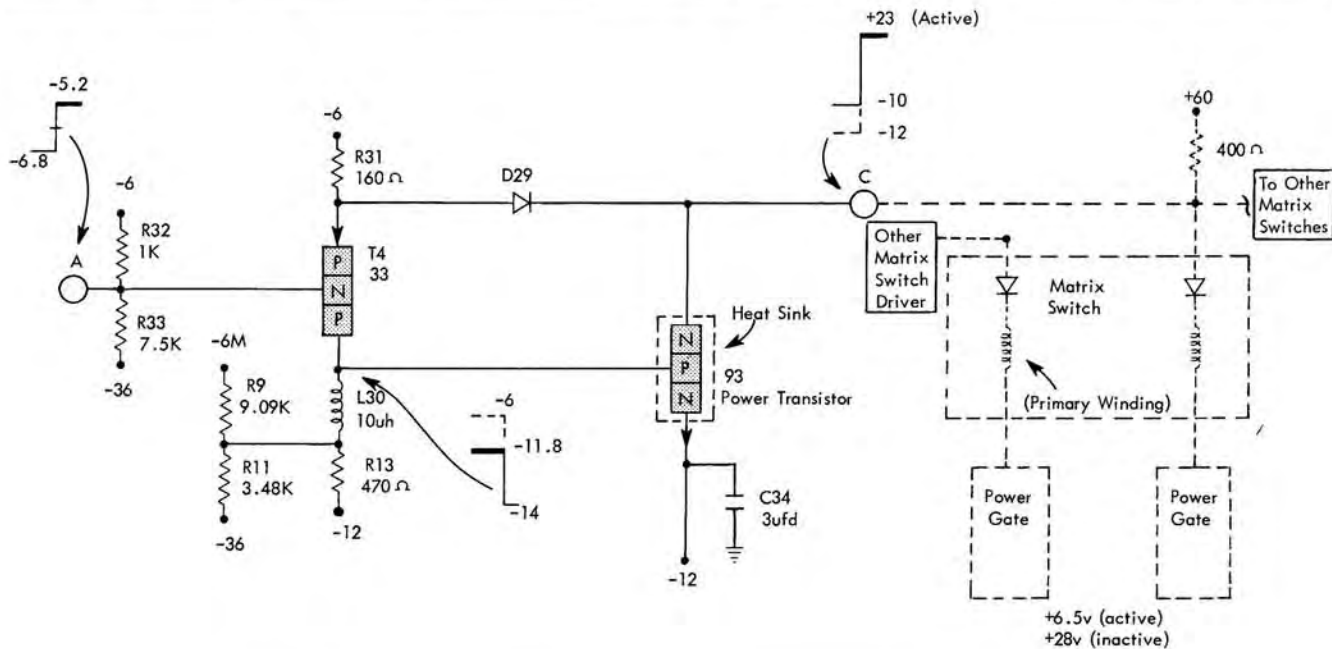 +23 (Active)
-5.2
-6.8
-10
-12
+60
400 Ω
-6
R31
160 Ω
D29
C
To Other
Matrix
Switches
-6
R32
1K
A
R33
7.5K
-36
P
N
P
T4
33
Other
Matrix
Switch
Driver
Matrix
Switch
Heat Sink
N
P
N
93
Power Transistor
(Primary Winding)
-6M
R9
9.09K
L30
10uh
-6
-11.8
-14
R11
3.48K
-36
R13
470 Ω
-12
C34
3ufd
-12
Power
Gate
Power
Gate
+6.5v (active)
+28v (inactive)